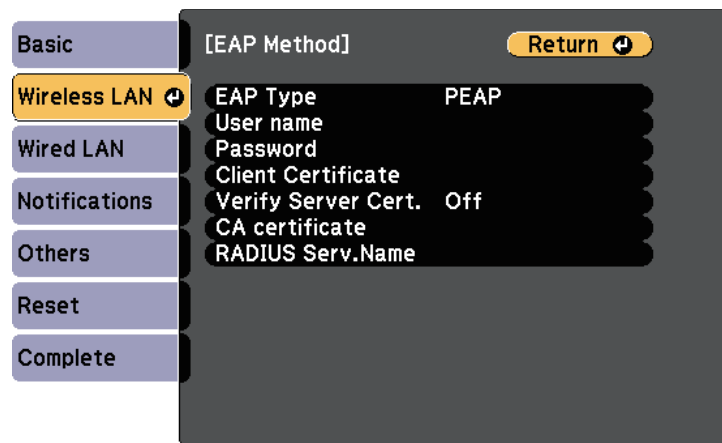 Basic
Wireless LAN
Wired LAN
Notifications
Others
Reset
Complete
[EAP Method]
Return
EAP Type PEAP
User name
Password
Client Certificate
Verify Server Cert. Off
CA certificate
RADIUS Serv.Name